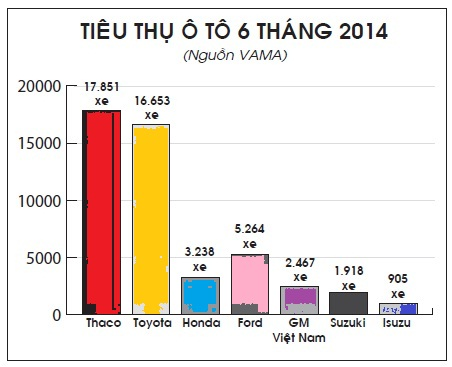 TIÊU THỤ Ô TÔ 6 THÁNG 2014
(Nguồn VAMA)
20000
15000
10000
5000
0
17.851
xe
16.653
xe
3.238
xe
5.264
xe
2.467
xe
1.918
xe
905
xe
Thaco Toyota Honda Ford GM Suzuki Isuzu
Việt Nam